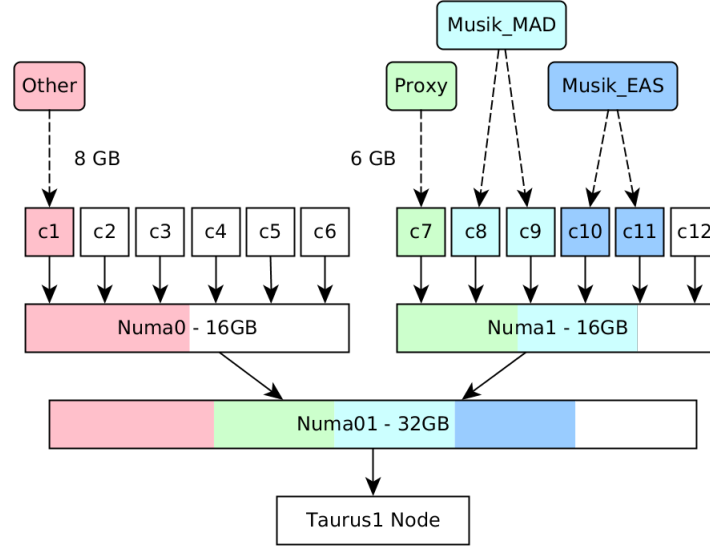 Musik_MAD
Other
Proxy
Musik_EAS
8 GB
6 GB
c1 c2 c3 c4 c5 c6 c7 c8 c9 c10 c11 c12
Numa0 - 16GB
Numa1 - 16GB
Numa01 - 32GB
Taurus1 Node